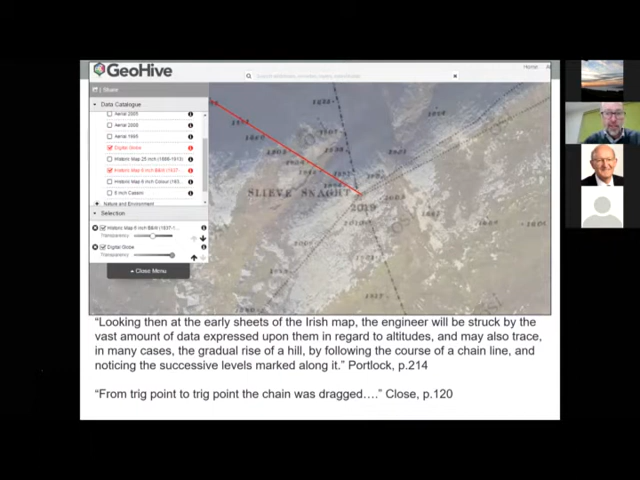 GeoHive
Home
Share
Data Catalogue
Aerial 2005
Aerial 2000
Aerial 1995
Digital Globe
Historic Map 25 inch (1888-1913)
Historic Map 6 inch B&W (1837-
Historic Map 6 inch Colour (183
6 inch Cassini
Nature and Environment
Selection
Historic Map 6 inch B&W (1837-1...
Transparency
Digital Globe
Transparency
Close Menu
SLIEVE SNAGHT
2019
“Looking then at the early sheets of the Irish map, the engineer will be struck by the
vast amount of data expressed upon them in regard to altitudes, and may also trace,
in many cases, the gradual rise of a hill, by following the course of a chain line, and
noticing the successive levels marked along it.” Portlock, p.214
“From trig point to trig point the chain was dragged….” Close, p.120